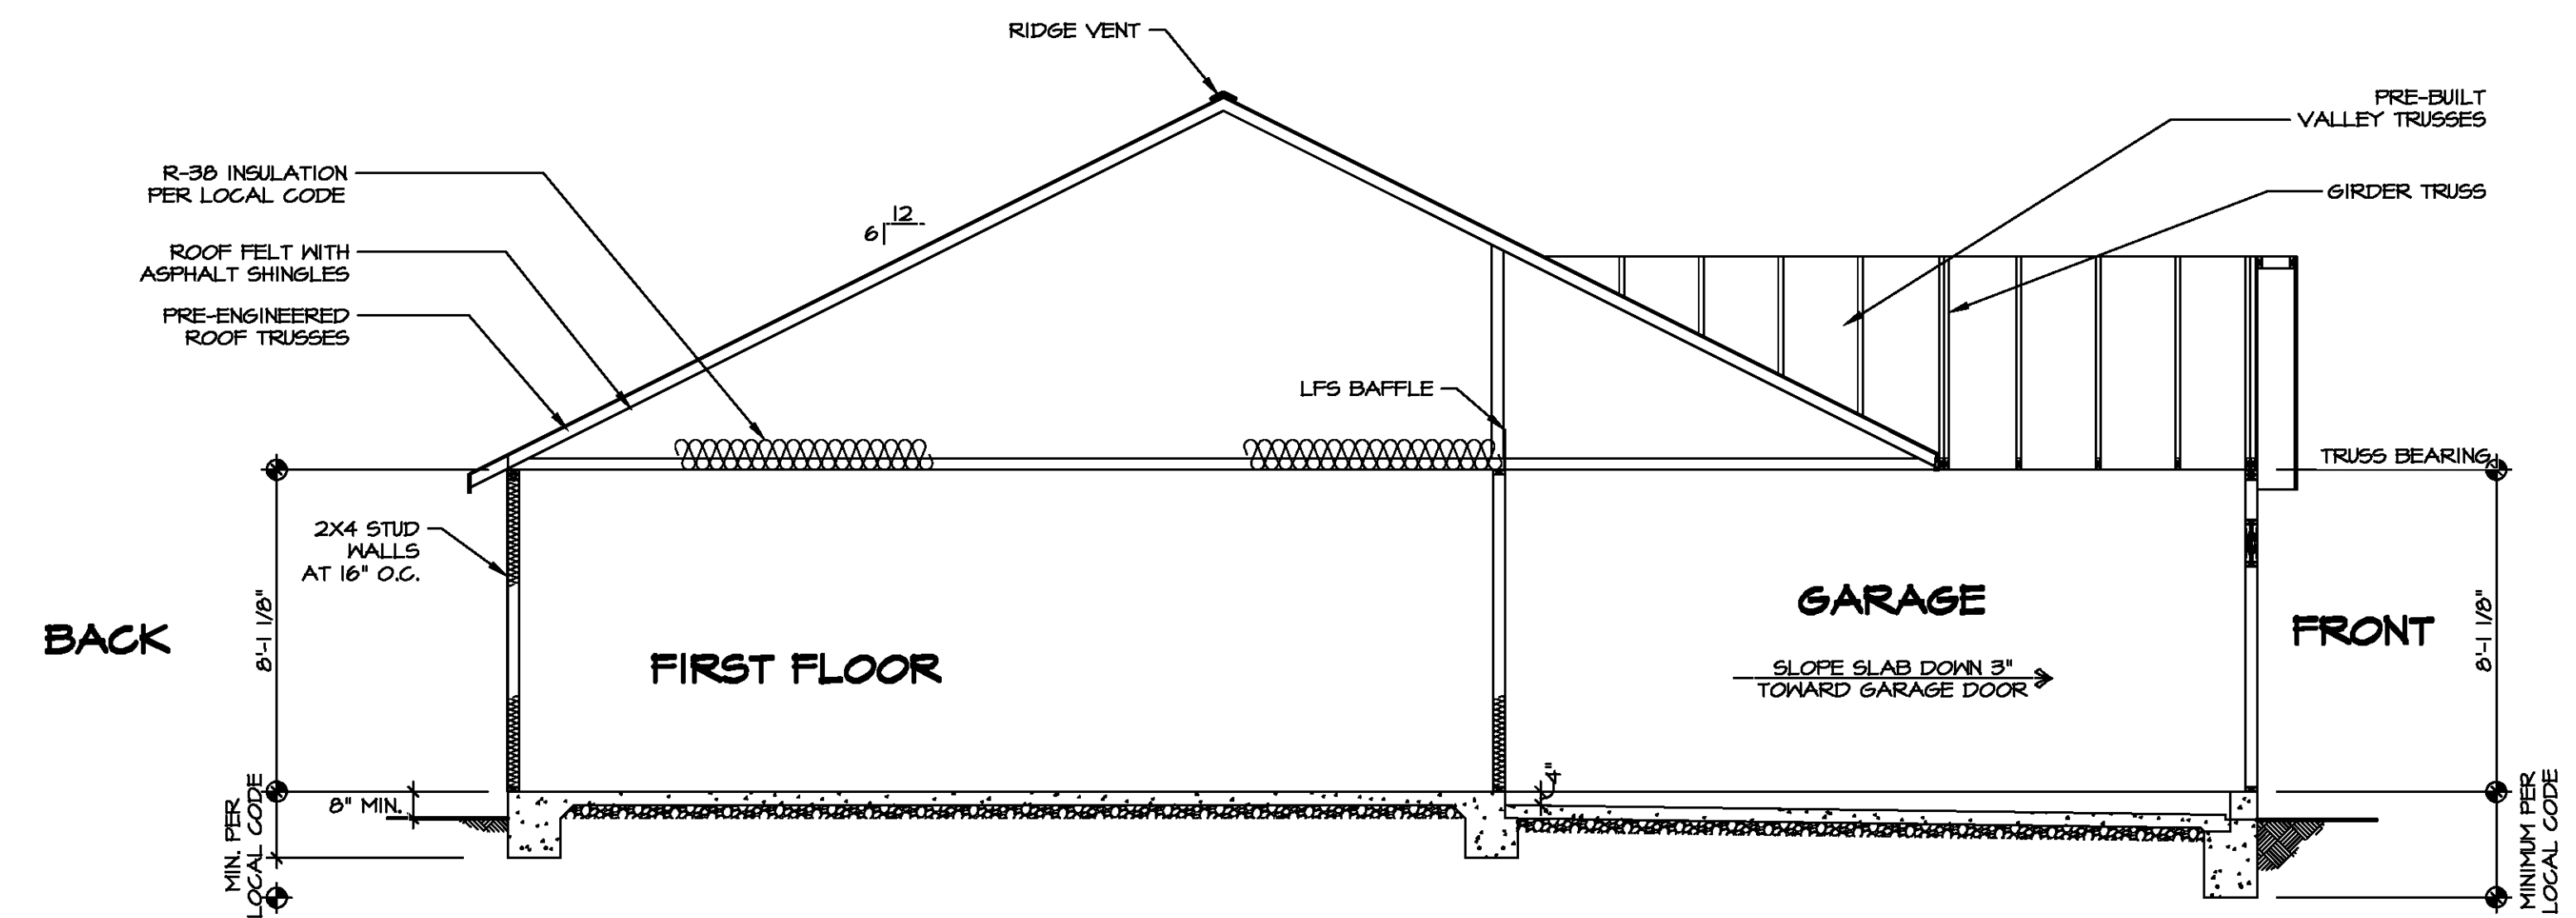 RIDGE VENT
PRE-BUILT
VALLEY TRUSSES
R-38 INSULATION
PER LOCAL CODE
GIRDER TRUSS
12
6
ROOF FELT WITH
ASPHALT SHINGLES
PRE-ENGINEERED
ROOF TRUSSES
LFS BAFFLE
TRUSS BEARING
2X4 STUD
WALLS
AT 16" O.C.
8'-1 1/8"
BACK
FIRST FLOOR
GARAGE
SLOPE SLAB DOWN 3"
TOWARD GARAGE DOOR
FRONT
8'-1 1/8"
8" MIN.
4"
MIN. PER
LOCAL CODE
MINIMUM PER
LOCAL CODE